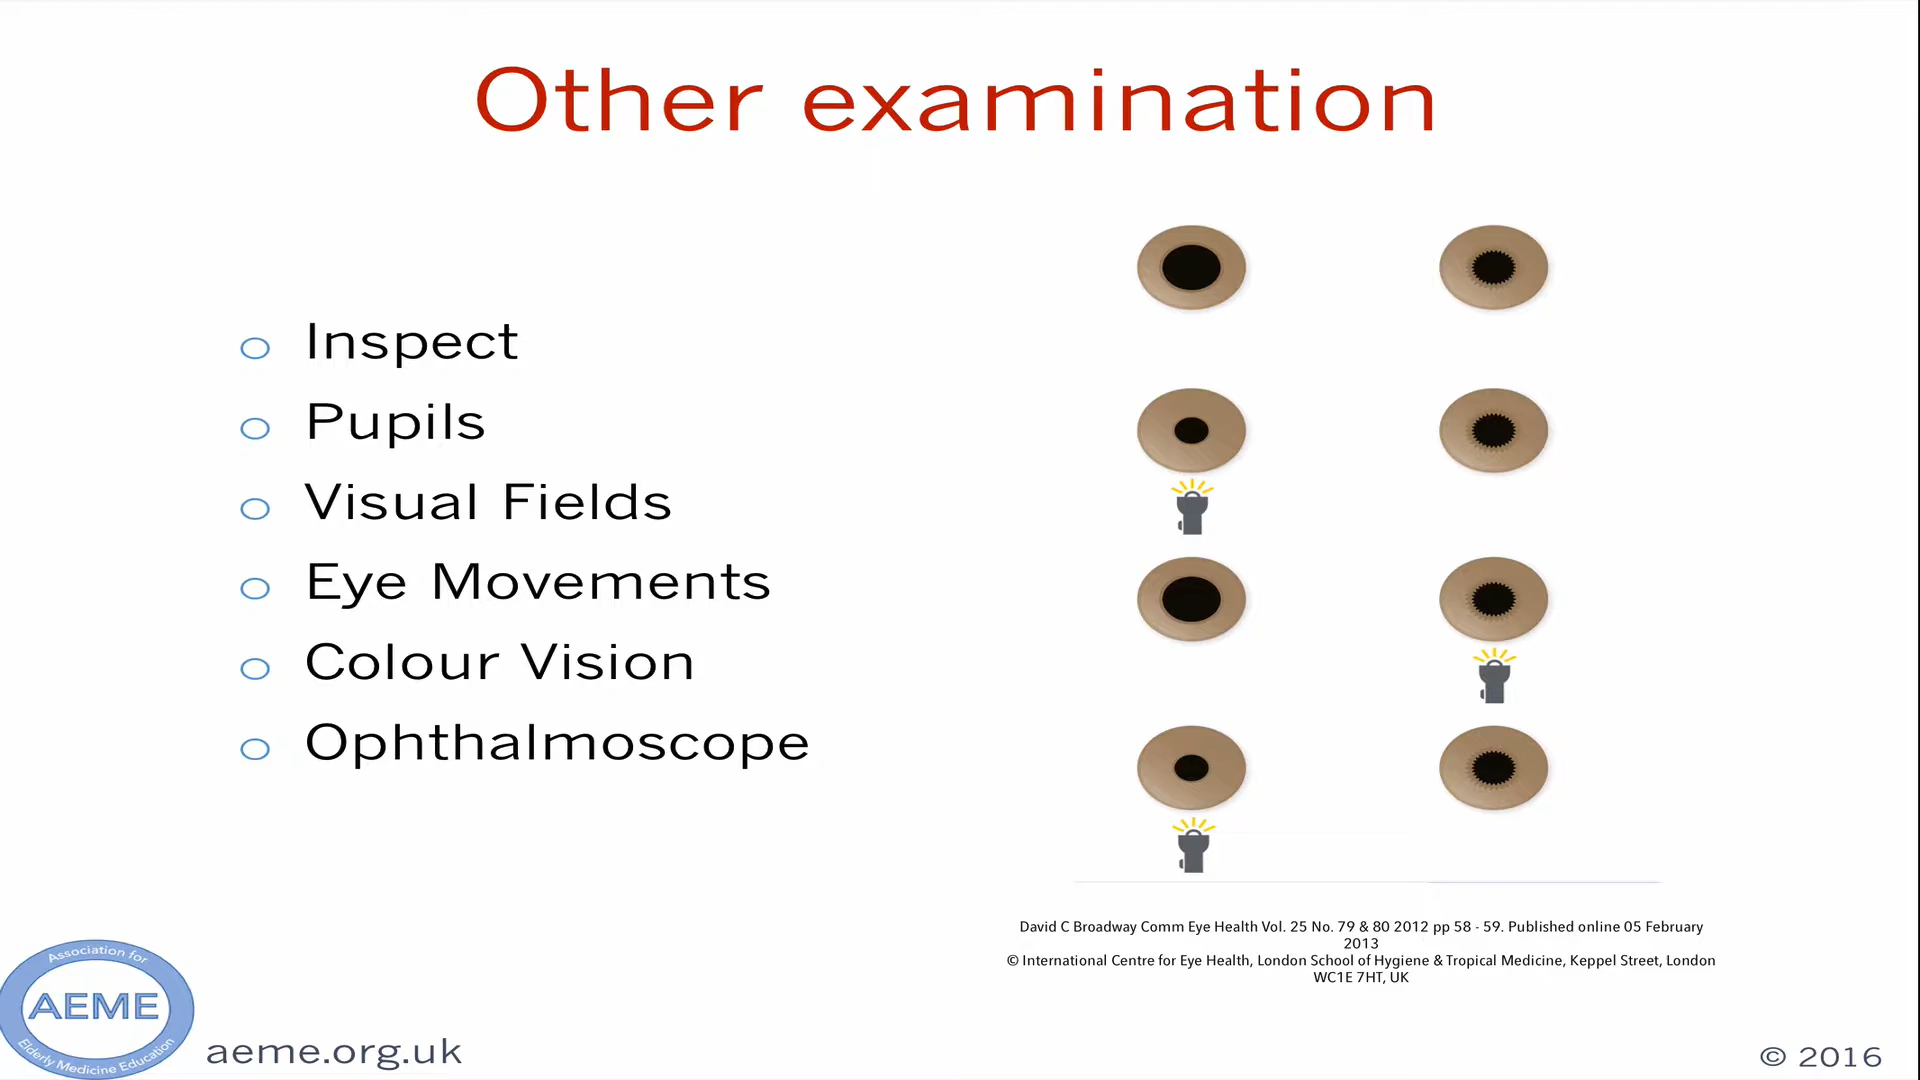 Other examination
Inspect
Pupils
Visual Fields
Eye Movements
Colour Vision
Ophthalmoscope
David C Broadway Comm Eye Health Vol. 25 No. 79 & 80 2012 pp 58 - 59. Published online 05 February
2013
© International Centre for Eye Health, London School of Hygiene & Tropical Medicine, Keppel Street, London
WC1E 7HT, UK
Association for
AEME
Elderly Medicine Education
aeme.org.uk
© 2016